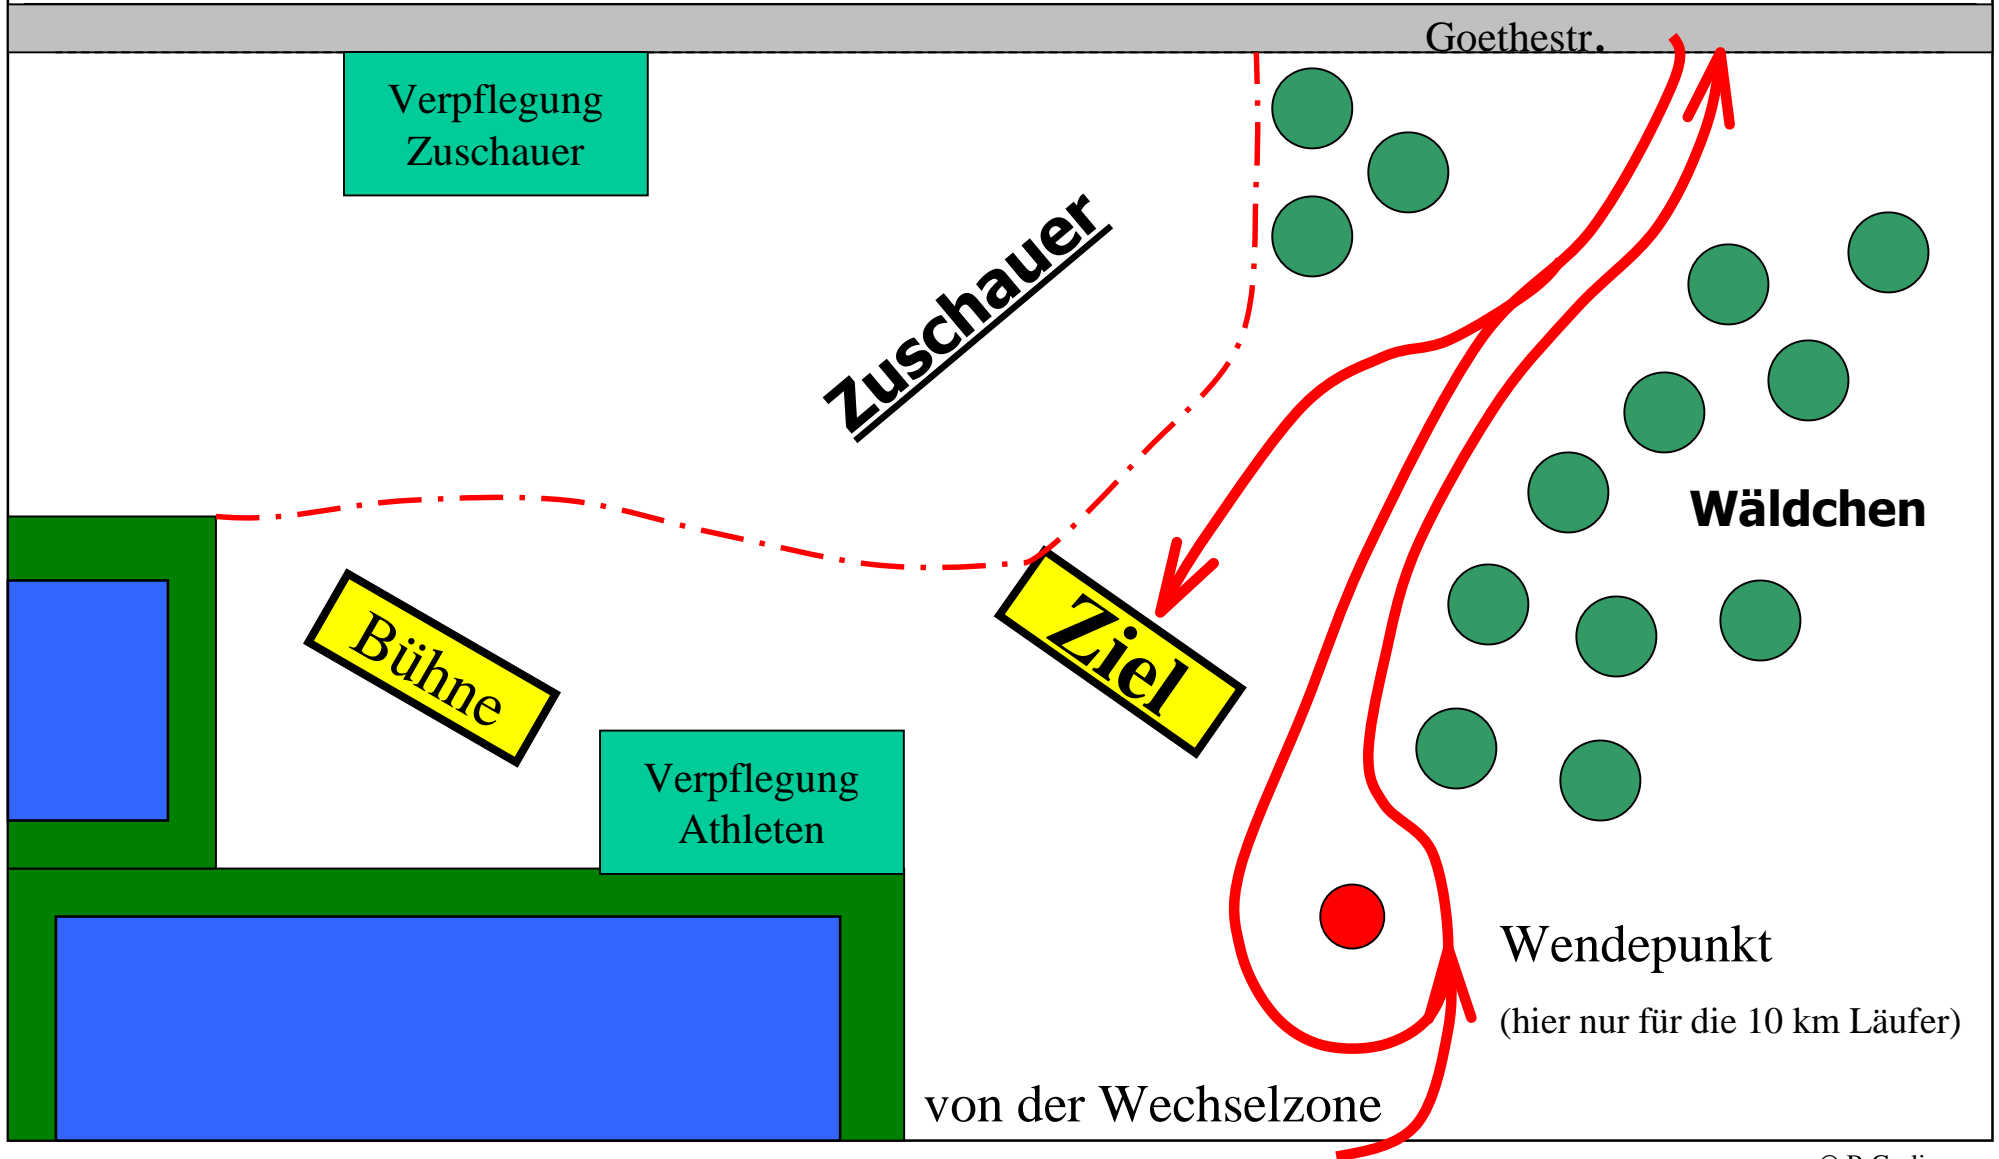 Goethestr.
Verpflegung
Zuschauer
Zuschauer
Wäldchen
Bühne
Ziel
Verpflegung
Athleten
Wendepunkt
(hier nur für die 10 km Läufer)
von der Wechselzone